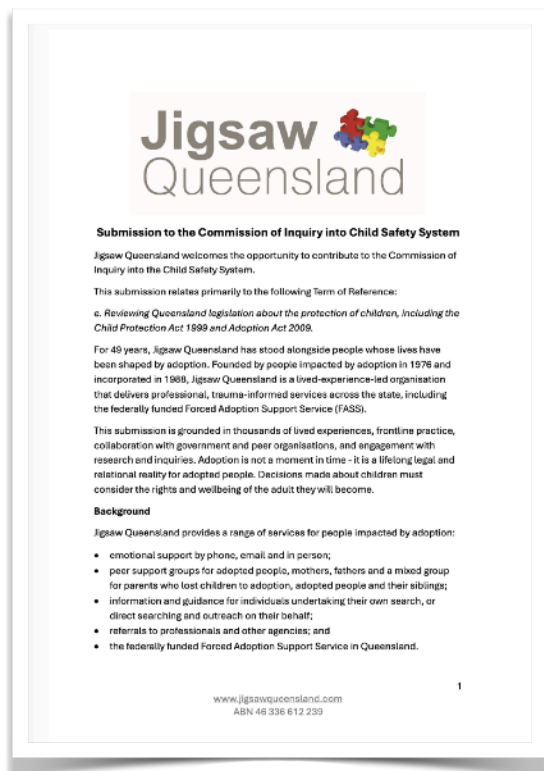 Jigsaw
Queensland
Submission to the Commission of Inquiry into Child Safety System
Jigsaw Queensland welcomes the opportunity to contribute to the Commission of
Inquiry into the Child Safety System.
This submission relates primarily to the following Term of Reference:
e. Reviewing Queensland legislation about the protection of children, including the
Child Protection Act 1999 and Adoption Act 2009.
For 49 years, Jigsaw Queensland has stood alongside people whose lives have
been shaped by adoption. Founded by people impacted by adoption in 1976 and
incorporated in 1988, Jigsaw Queensland is a lived-experience-led organisation
that delivers professional, trauma-informed services across the state, including
the federally funded Forced Adoption Support Service (FASS).
This submission is grounded in thousands of lived experiences, frontline practice,
collaboration with government and peer organisations, and engagement with
research and inquiries. Adoption is not a moment in time - it is a lifelong legal and
relational reality for adopted people. Decisions made about children must
consider the rights and wellbeing of the adult they will become.
Background
Jigsaw Queensland provides a range of services for people impacted by adoption:
• emotional support by phone, email and in person;
• peer support groups for adopted people, mothers, fathers and a mixed group
for parents who lost children to adoption, adopted people and their siblings;
• information and guidance for individuals undertaking their own search, or
direct searching and outreach on their behalf;
• referrals to professionals and other agencies; and
• the federally funded Forced Adoption Support Service in Queensland.
1
www.jigsawqueensland.com
ABN 46 336 612 239